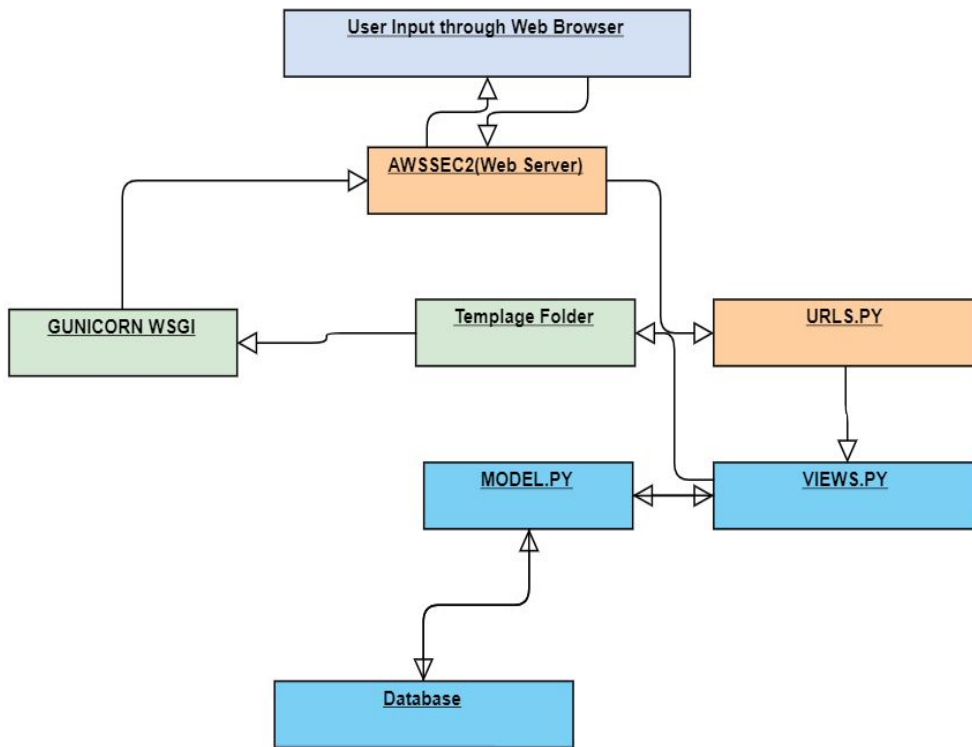 User Input through Web Browser
AWSSEC2(Web Server)
GUNICORN WSGI
Templage Folder
URLS.PY
MODEL.PY
VIEWS.PY
Database